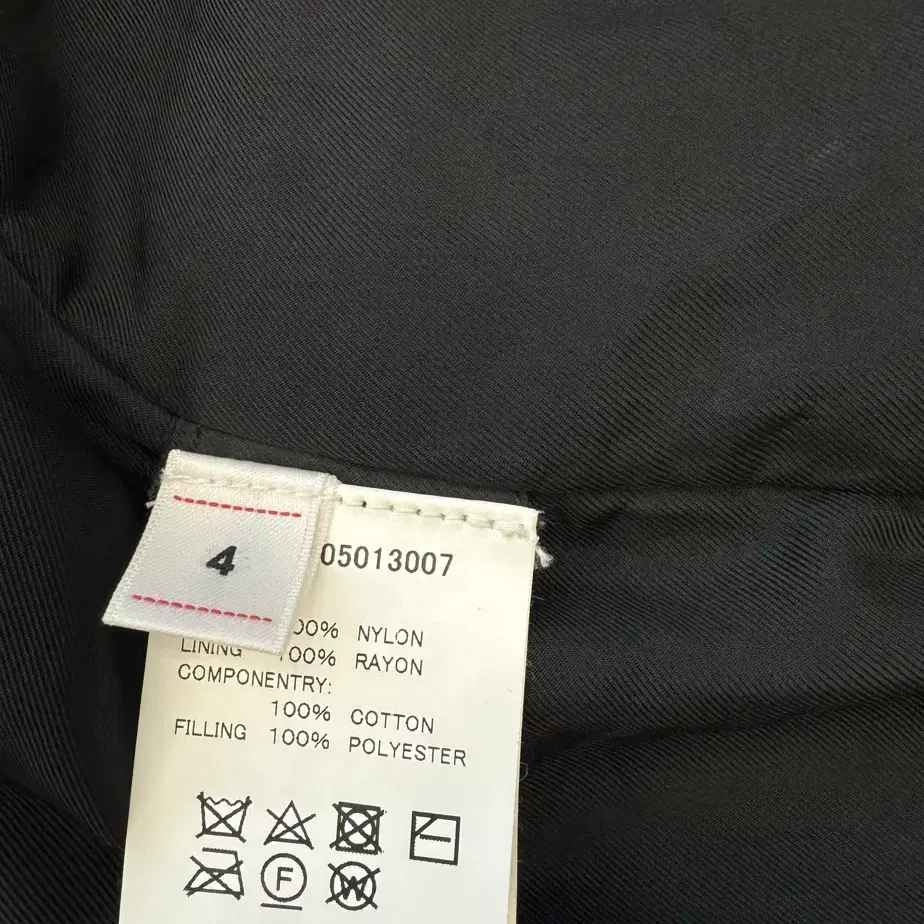 4
05013007
00% NYLON
LINING 100% RAYON
COMPONENTRY:
100% COTTON
FILLING 100% POLYESTER
F
W